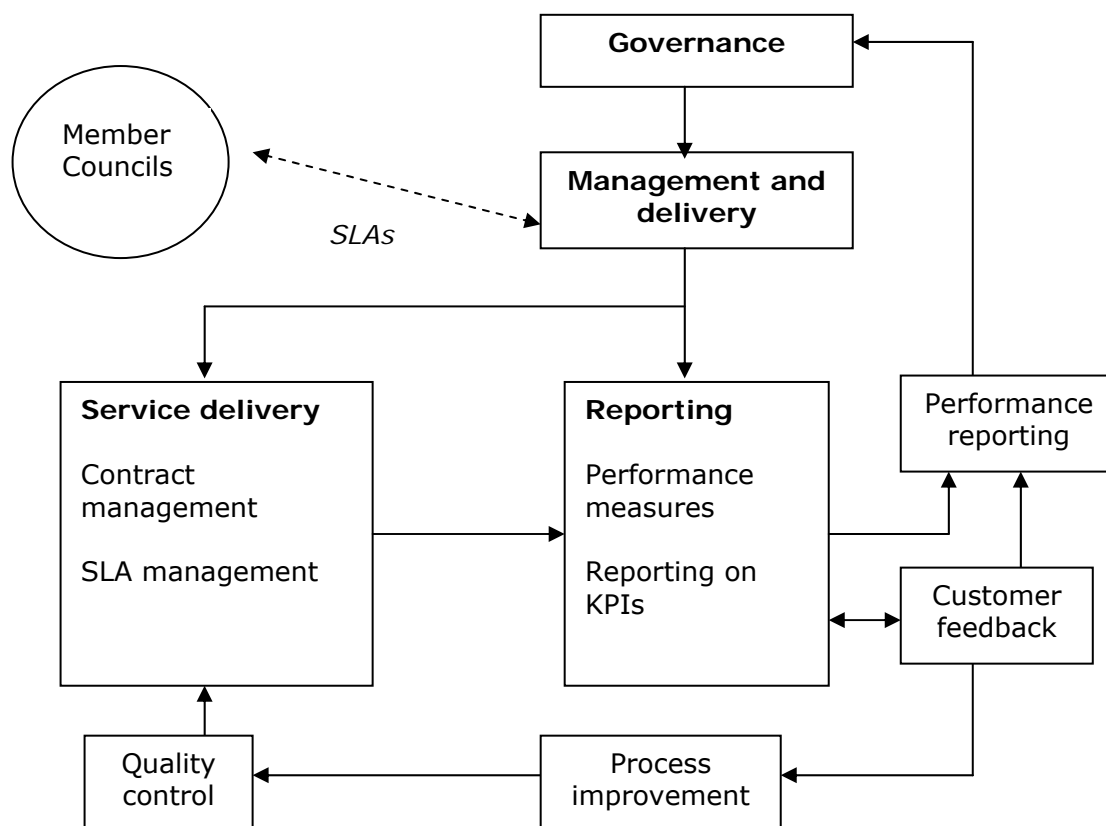 Governance
Member
Councils
Management and
delivery
SLAs
Service delivery
Contract
management
SLA management
Reporting
Performance
measures
Reporting on
KPIs
Performance
reporting
Customer
feedback
Quality
control
Process
improvement